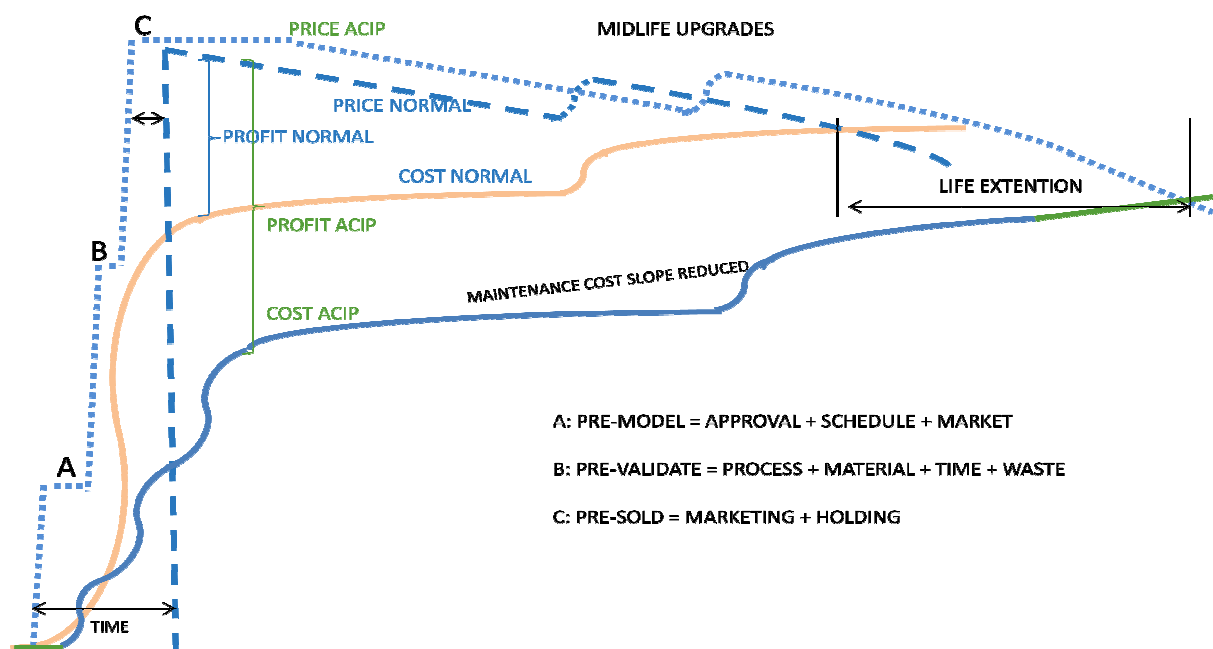 C
PRICE ACIP
MIDLIFE UPGRADES
PRICE NORMAL
PROFIT NORMAL
COST NORMAL
LIFE EXTENTION
PROFIT ACIP
B
MAINTENANCE COST SLOPE REDUCED
COST ACIP
A: PRE-MODEL = APPROVAL + SCHEDULE + MARKET
A
B: PRE-VALIDATE = PROCESS + MATERIAL + TIME + WASTE
C: PRE-SOLD = MARKETING + HOLDING
TIME